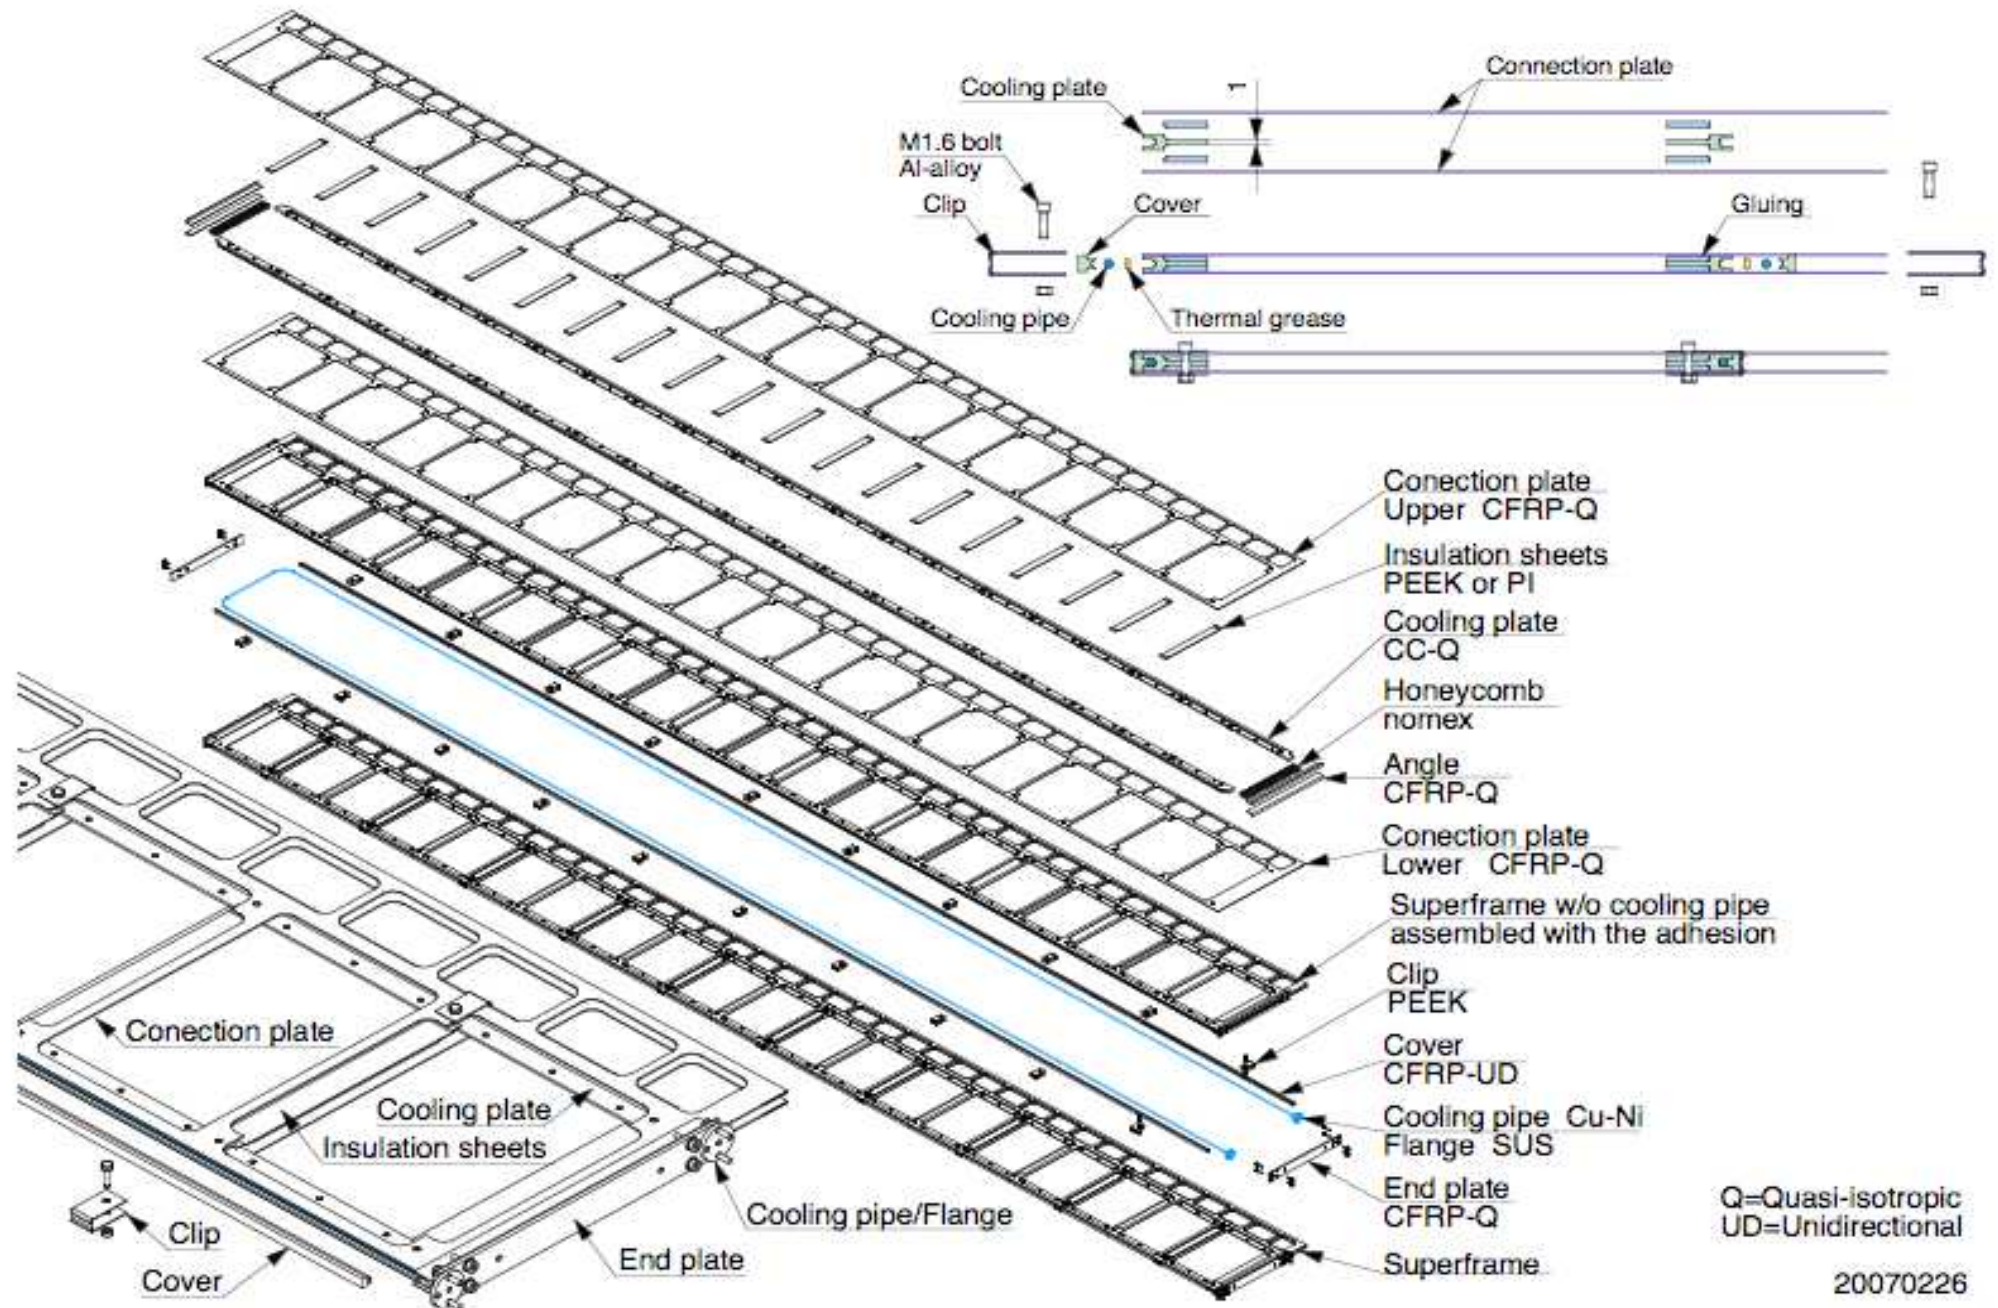 Connection plate
Cooling plate
1
M1.6 bolt
Al-alloy
Clip
Cover
Gluing
Cooling pipe
Thermal grease
Conection plate
Upper CFRP-Q
Insulation sheets
PEEK or PI
Cooling plate
CC-Q
Honeycomb
nomex
Angle
CFRP-Q
Conection plate
Lower CFRP-Q
Superframe w/o cooling pipe
assembled with the adhesion
Clip
PEEK
Cover
CFRP-UD
Cooling pipe Cu-Ni
Flange SUS
End plate
CFRP-Q
Superframe
Conection plate
Cooling plate
Insulation sheets
Cooling pipe/Flange
Clip
End plate
Cover
Q=Quasi-isotropic
UD=Unidirectional
20070226